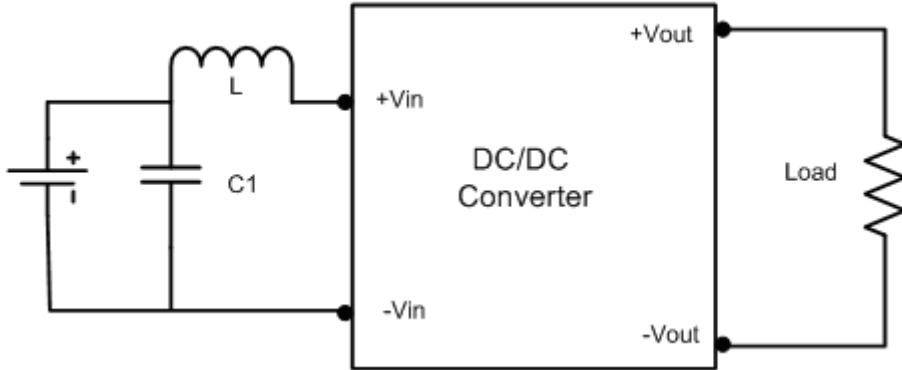 +Vout
L
+Vin
+
DC/DC
Converter
C1
Load
-
-Vin
-Vout